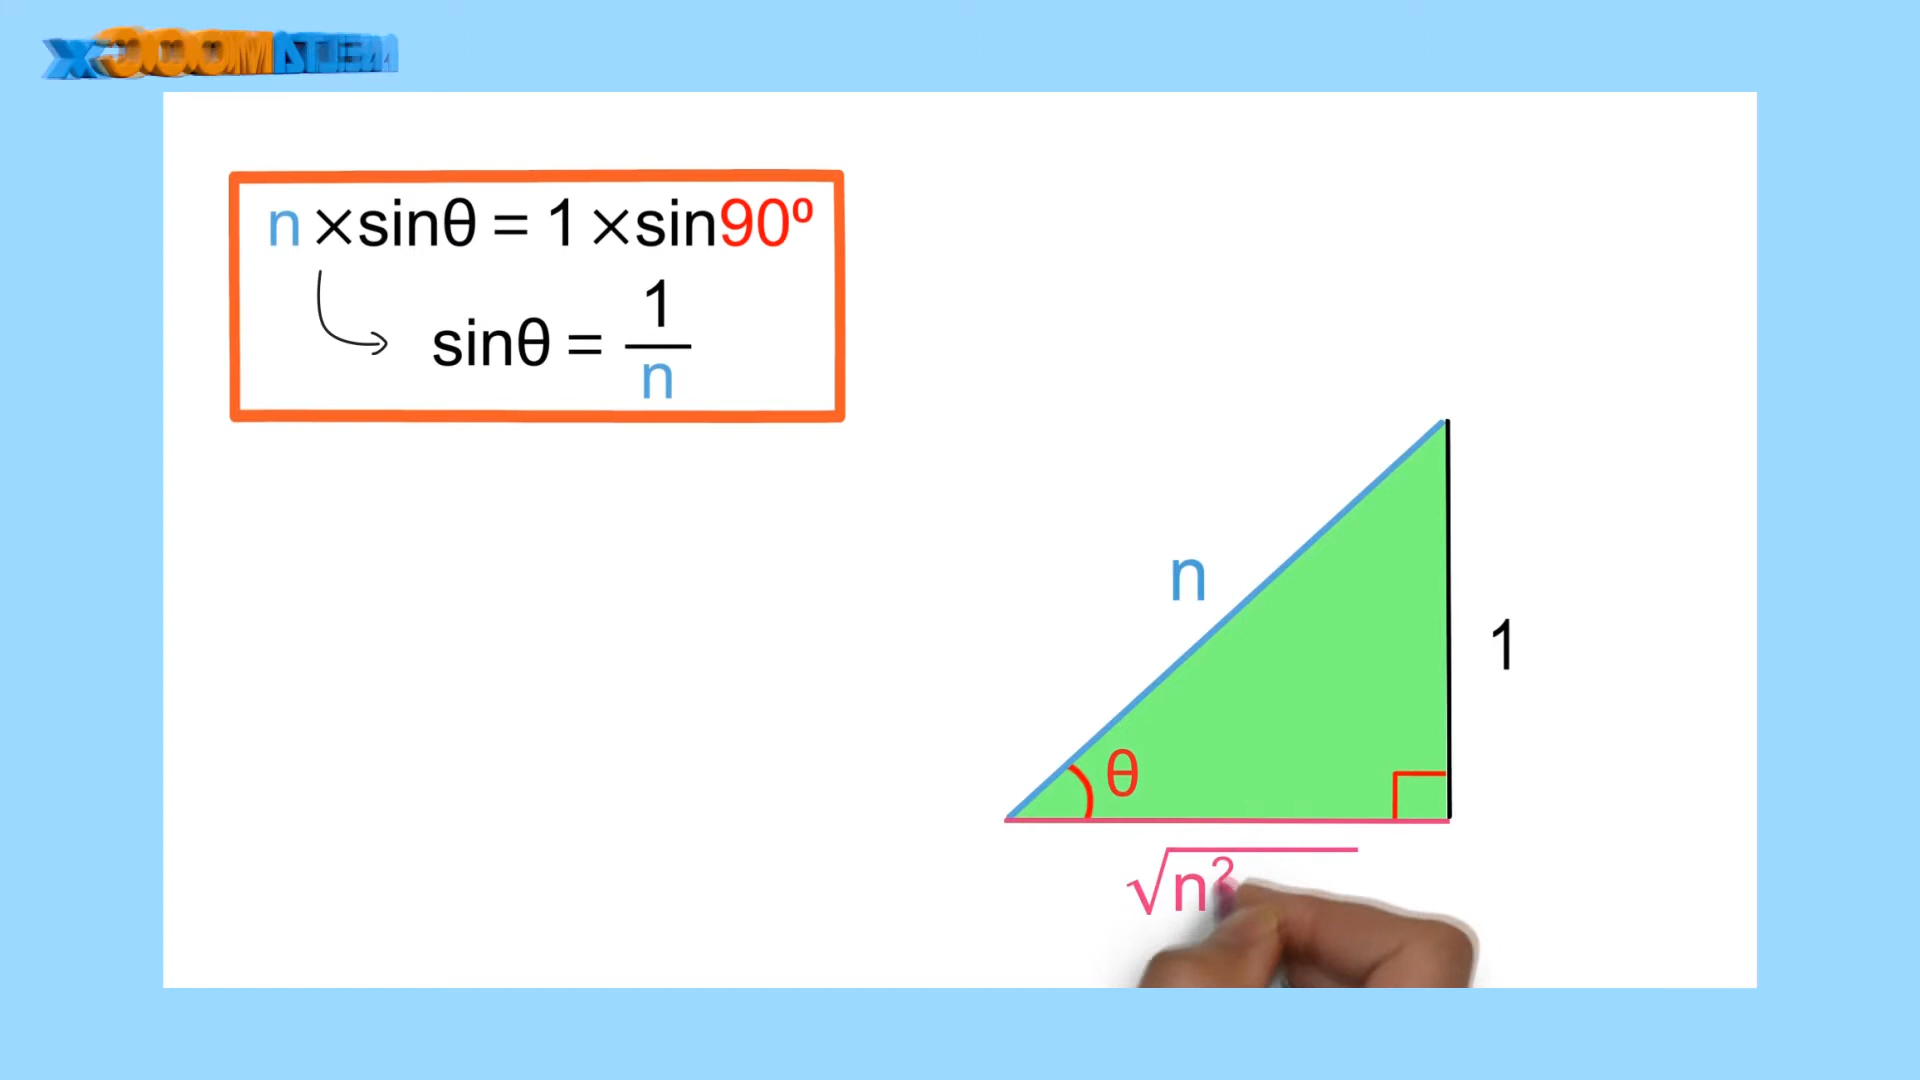 n×sinθ = 1×sin90º
sinθ = 1/n
n
1
θ
√n²